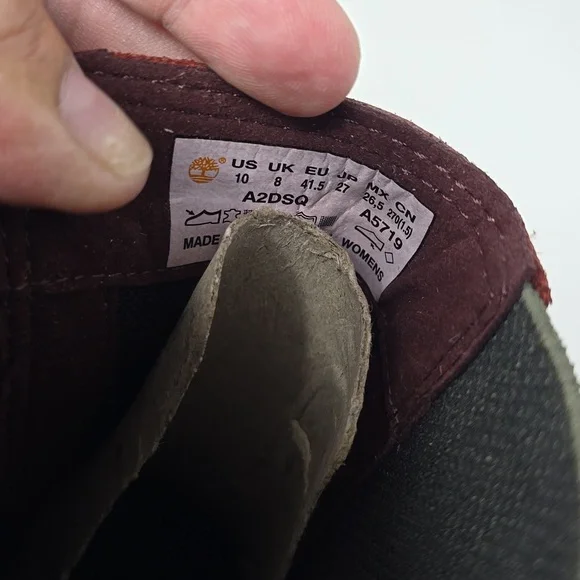 US UK EU JP MX CN
10 8 41.5 27 26,5 270(1.5)
A2DSQ A5719
MADE
WOMENS